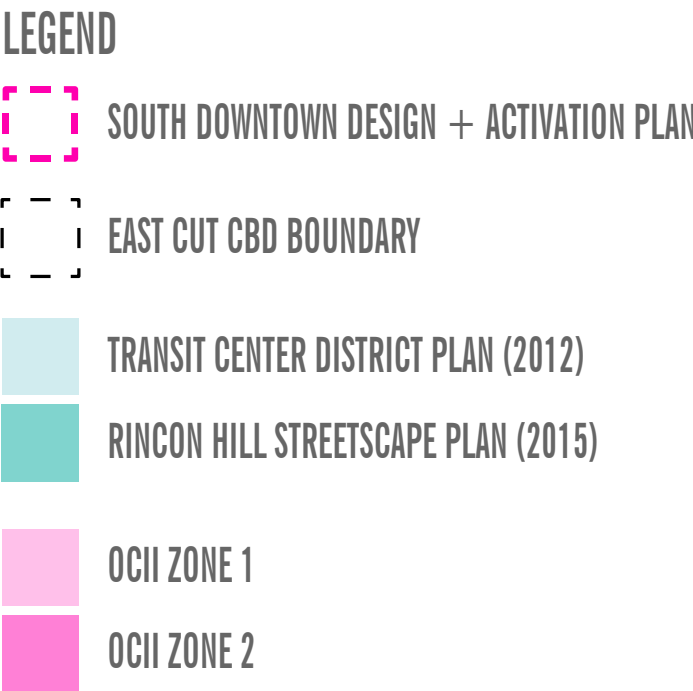 LEGEND
SOUTH DOWNTOWN DESIGN + ACTIVATION PLAN
EAST CUT CBD BOUNDARY
TRANSIT CENTER DISTRICT PLAN (2012)
RINCON HILL STREETSCAPE PLAN (2015)
OCII ZONE 1
OCII ZONE 2